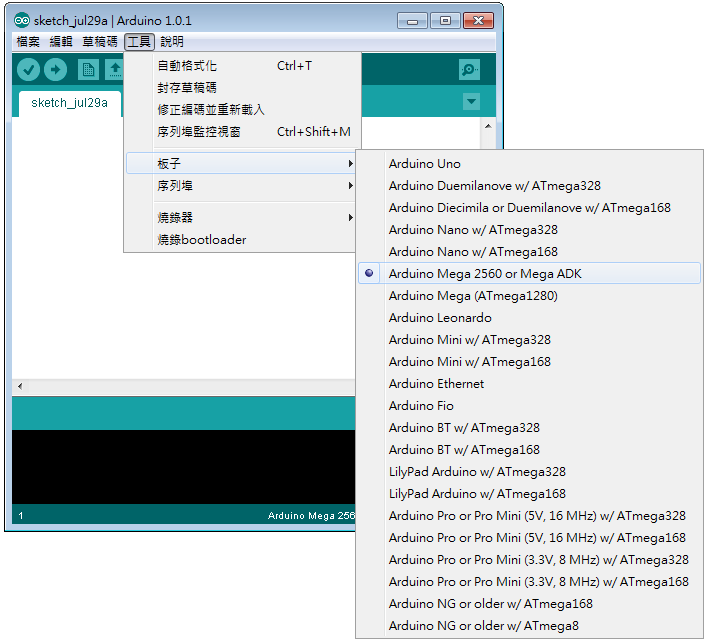 sketch_jul29a | Arduino 1.0.1
檔案 編輯 草稿碼 工具 說明
sketch_jul29a
自動格式化 Ctrl+T
封存草稿碼
修正編碼並重新載入
序列埠監控視窗 Ctrl+Shift+M
板子
序列埠
燒錄器
燒錄bootloader
Arduino Uno
Arduino Duemilanove w/ ATmega328
Arduino Diecimila or Duemilanove w/ ATmega168
Arduino Nano w/ ATmega328
Arduino Nano w/ ATmega168
Arduino Mega 2560 or Mega ADK
Arduino Mega (ATmega1280)
Arduino Leonardo
Arduino Mini w/ ATmega328
Arduino Mini w/ ATmega168
Arduino Ethernet
Arduino Fio
Arduino BT w/ ATmega328
Arduino BT w/ ATmega168
LilyPad Arduino w/ ATmega328
LilyPad Arduino w/ ATmega168
Arduino Pro or Pro Mini (5V, 16 MHz) w/ ATmega328
Arduino Pro or Pro Mini (5V, 16 MHz) w/ ATmega168
Arduino Pro or Pro Mini (3.3V, 8 MHz) w/ ATmega328
Arduino Pro or Pro Mini (3.3V, 8 MHz) w/ ATmega168
Arduino NG or older w/ ATmega168
Arduino NG or older w/ ATmega8
1 Arduino Mega 256